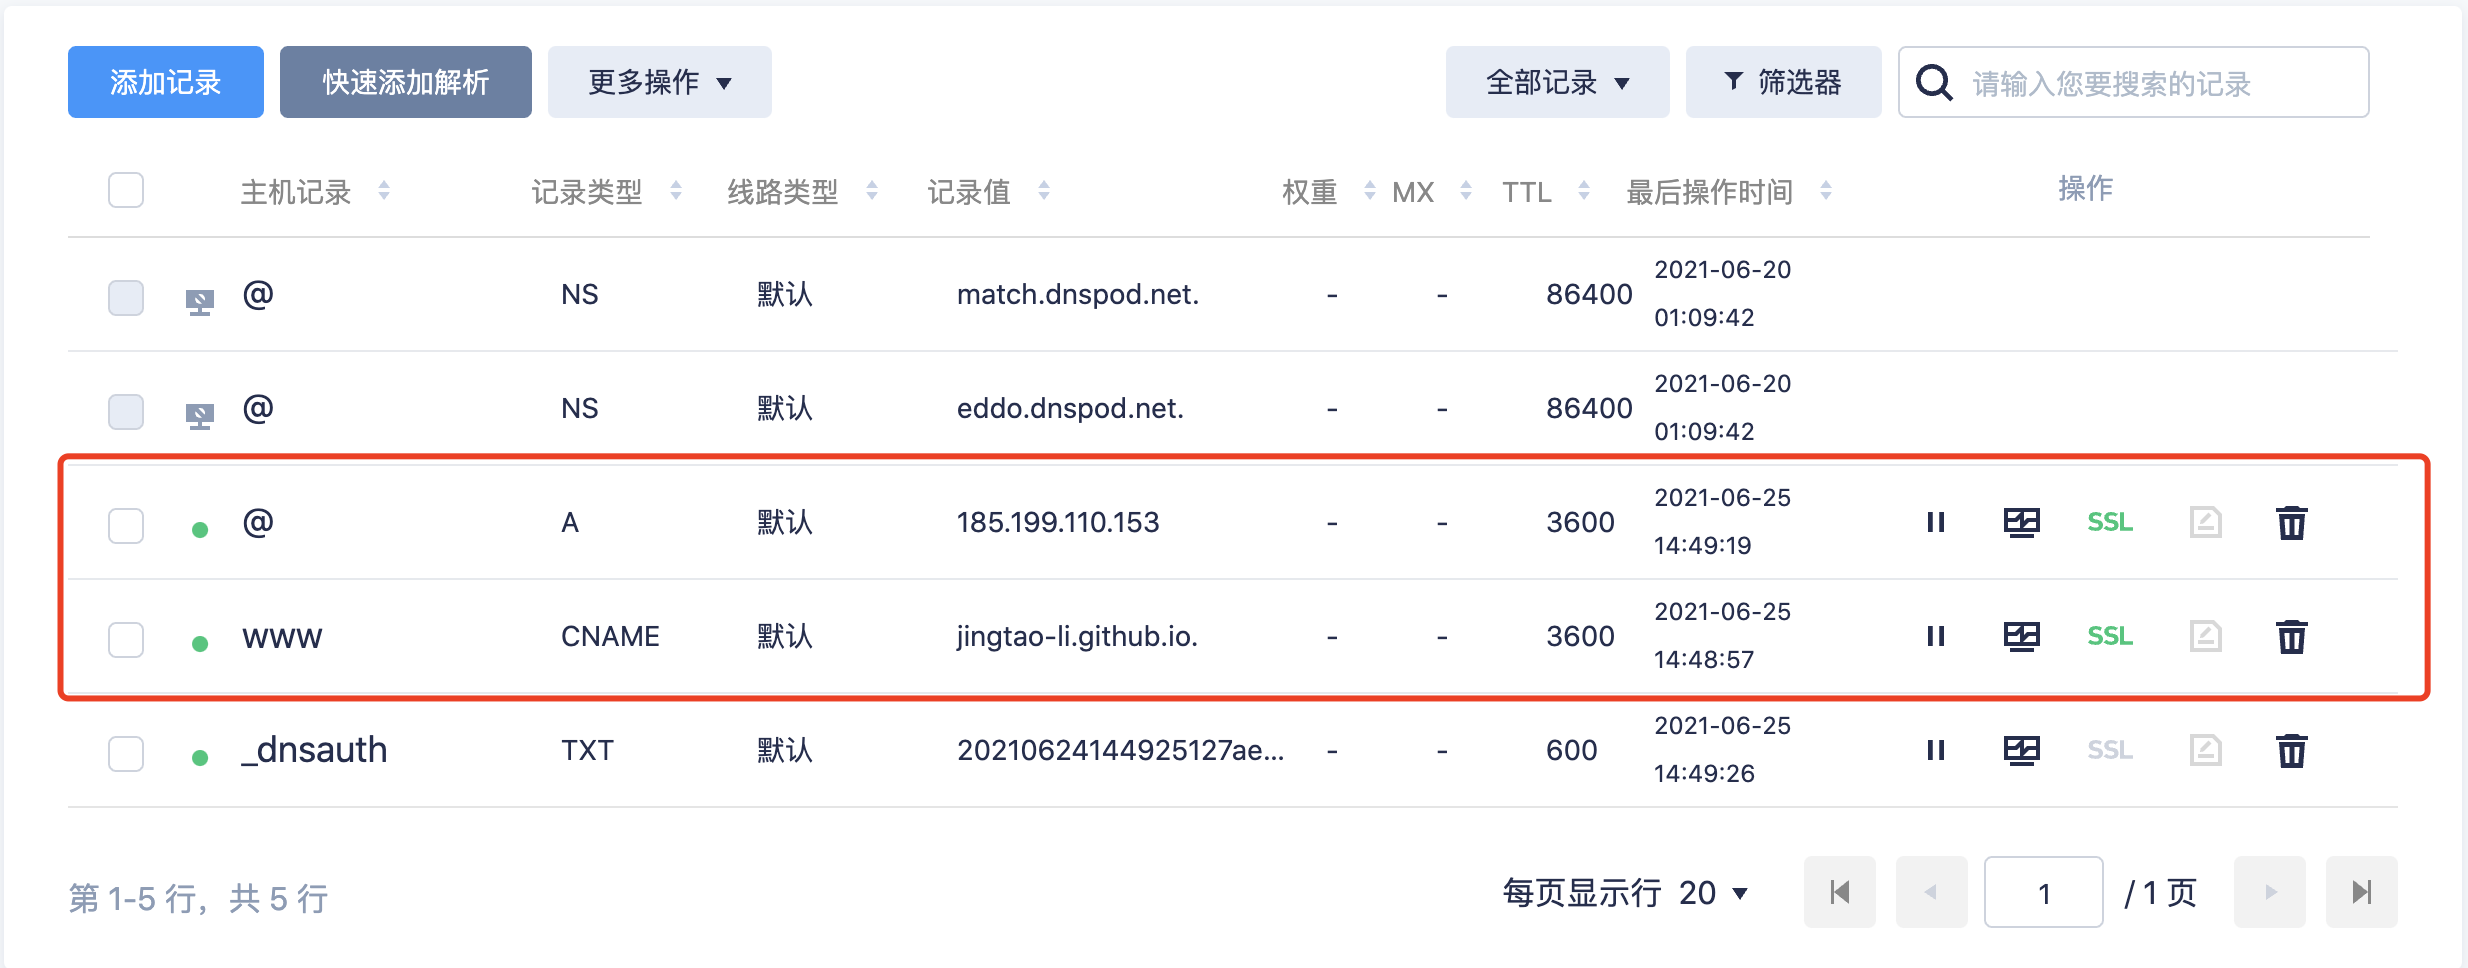 添加记录 快速添加解析 更多操作 全部记录 筛选器 请输入您要搜索的记录
主机记录 记录类型 线路类型 记录值 权重 MX TTL 最后操作时间 操作
@ NS 默认 match.dnspod.net. - - 86400 2021-06-20
01:09:42
@ NS 默认 eddo.dnspod.net. - - 86400 2021-06-20
01:09:42
@ A 默认 185.199.110.153 - - 3600 2021-06-25 SSL
14:49:19
www CNAME 默认 jingtao-li.github.io. - - 3600 2021-06-25 SSL
14:48:57
_dnsauth TXT 默认 20210624144925127ae... - - 600 2021-06-25 SSL
14:49:26
第 1-5 行，共 5 行 每页显示行 20 1 / 1 页